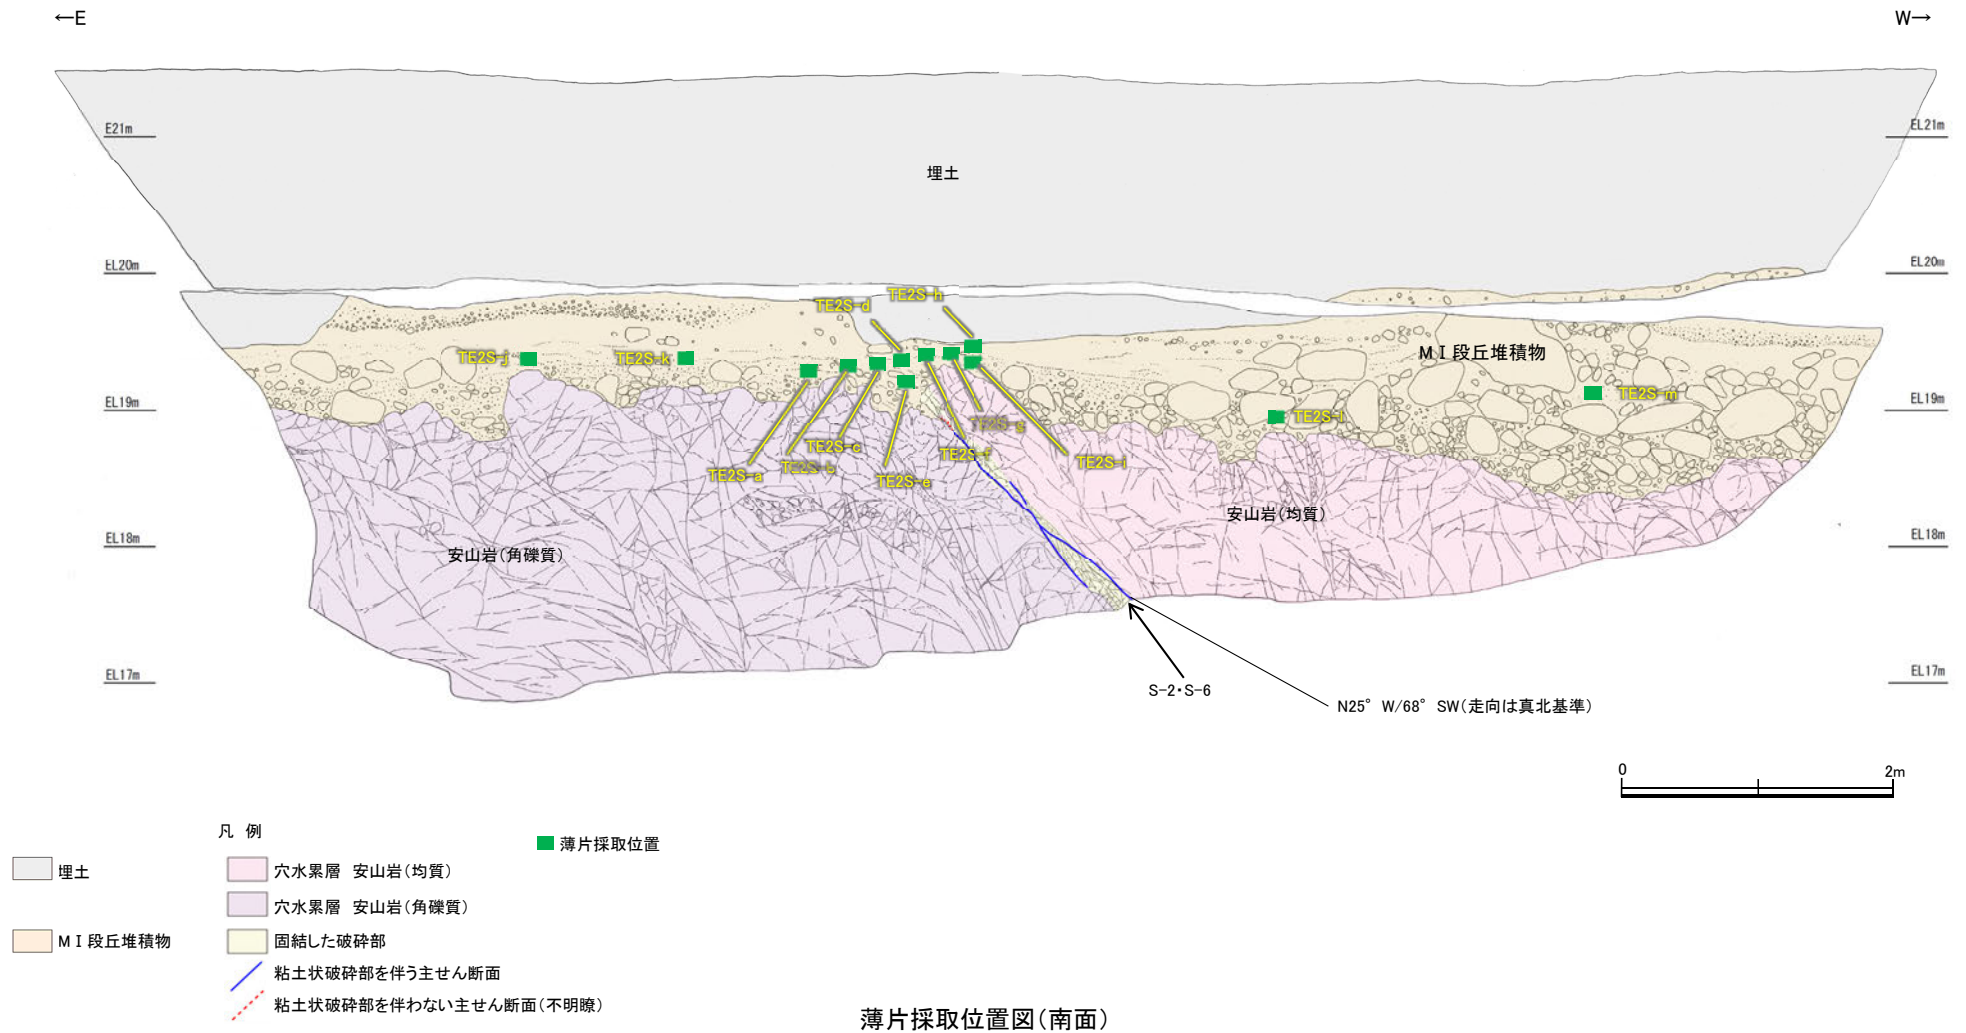 ←E
W→
E21m
EL21m
埋土
EL20m
EL20m
TE2S-d
TE2S-h
TE2S-j
TE2S-k
MⅠ段丘堆積物
TE2S-m
EL19m
EL19m
TE2S-l
TE2S-a
TE2S-b
TE2S-c
TE2S-e
TE2S-f
TE2S-g
TE2S-i
安山岩(均質)
EL18m
EL18m
安山岩(角礫質)
EL17m
EL17m
S-2・S-6
N25°W/68°SW(走向は真北基準)
0
2m
凡 例
薄片採取位置
埋土
穴水累層 安山岩(均質)
穴水累層 安山岩(角礫質)
MⅠ段丘堆積物
固結した破砕部
粘土状破砕部を伴う主せん断面
粘土状破砕部を伴わない主せん断面(不明瞭)
薄片採取位置図(南面)